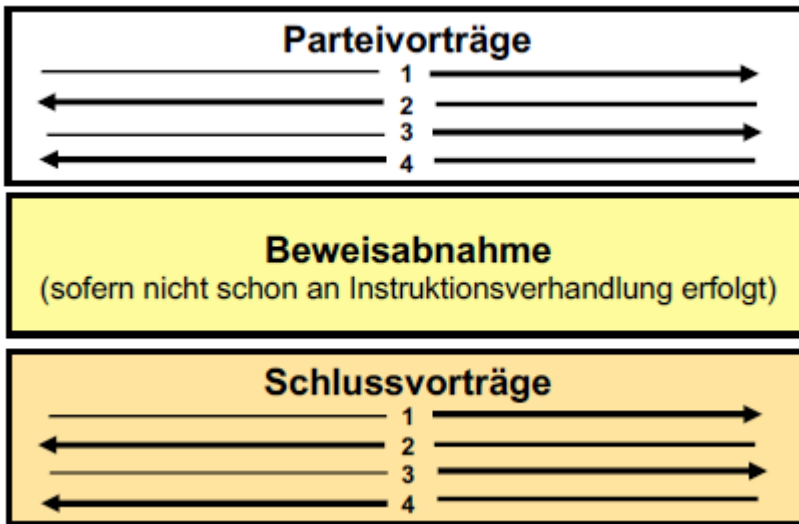 Parteivorträge
1
2
3
4
Beweisabnahme
(sofern nicht schon an Instruktionsverhandlung erfolgt)
Schlussvorträge
1
2
3
4